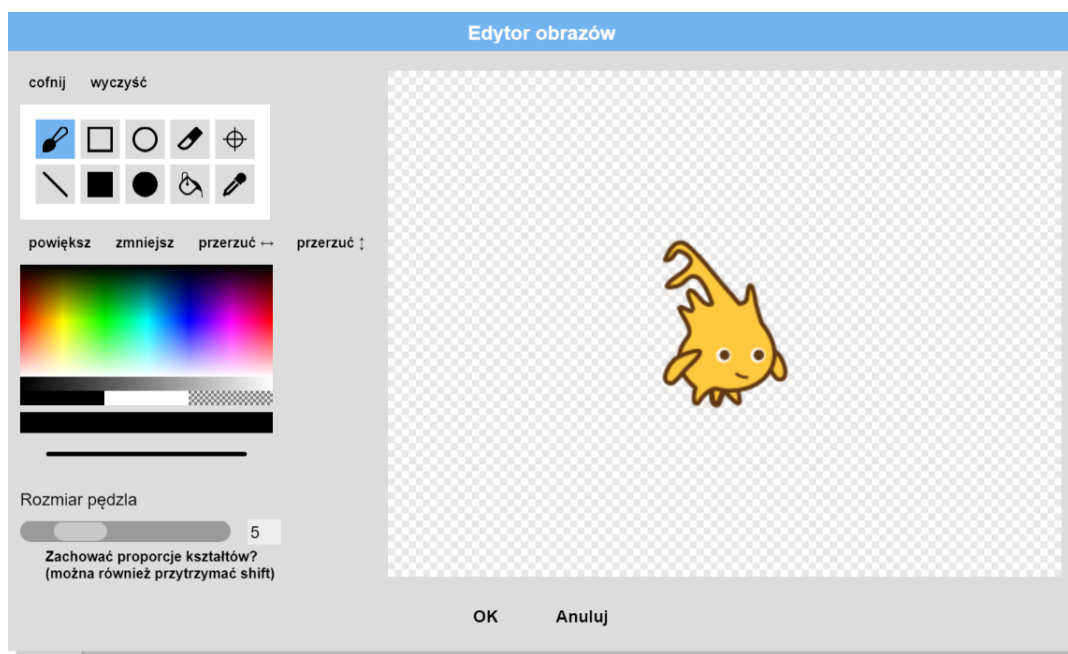 Edytor obrazów
cofnij wyczyść
powiększ zmniejsz przerzuć ↔ przerzuć ↕
Rozmiar pędzla
5
Zachować proporcje kształtów?
(można również przytrzymać shift)
OK Anuluj